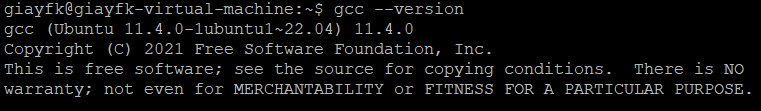 giayfk@giayfk-virtual-machine:~$ gcc --version
gcc (Ubuntu 11.4.0-1ubuntu1~22.04) 11.4.0
Copyright (C) 2021 Free Software Foundation, Inc.
This is free software; see the source for copying conditions.  There is NO
warranty; not even for MERCHANTABILITY or FITNESS FOR A PARTICULAR PURPOSE.